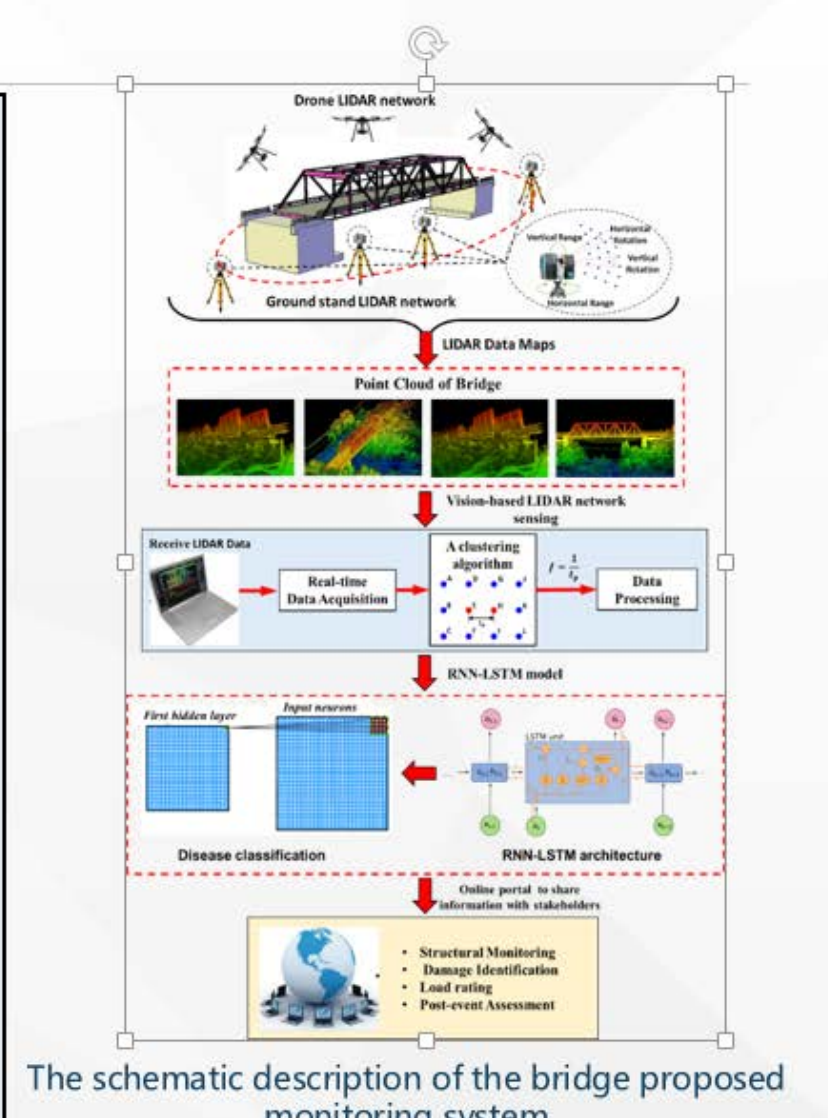 Drone LIDAR network
Vertical Range
Horizontal
Rotation
Vertical
Rotation
Horizontal Range
Ground stand LIDAR network
LIDAR Data Maps
Point Cloud of Bridge
Vision-based LIDAR network
sensing
Receive LIDAR Data
Real-time
Data Acquisition
A clustering
algorithm
Data
Processing
RNN-LSTM model
First hidden layer
Input neurons
LSTM unit
Disease classification
RNN-LSTM architecture
Online portal to share
information with stakeholders
• Structural Monitoring
• Damage Identification
• Load rating
• Post-event Assessment
The schematic description of the bridge proposed
monitoring system